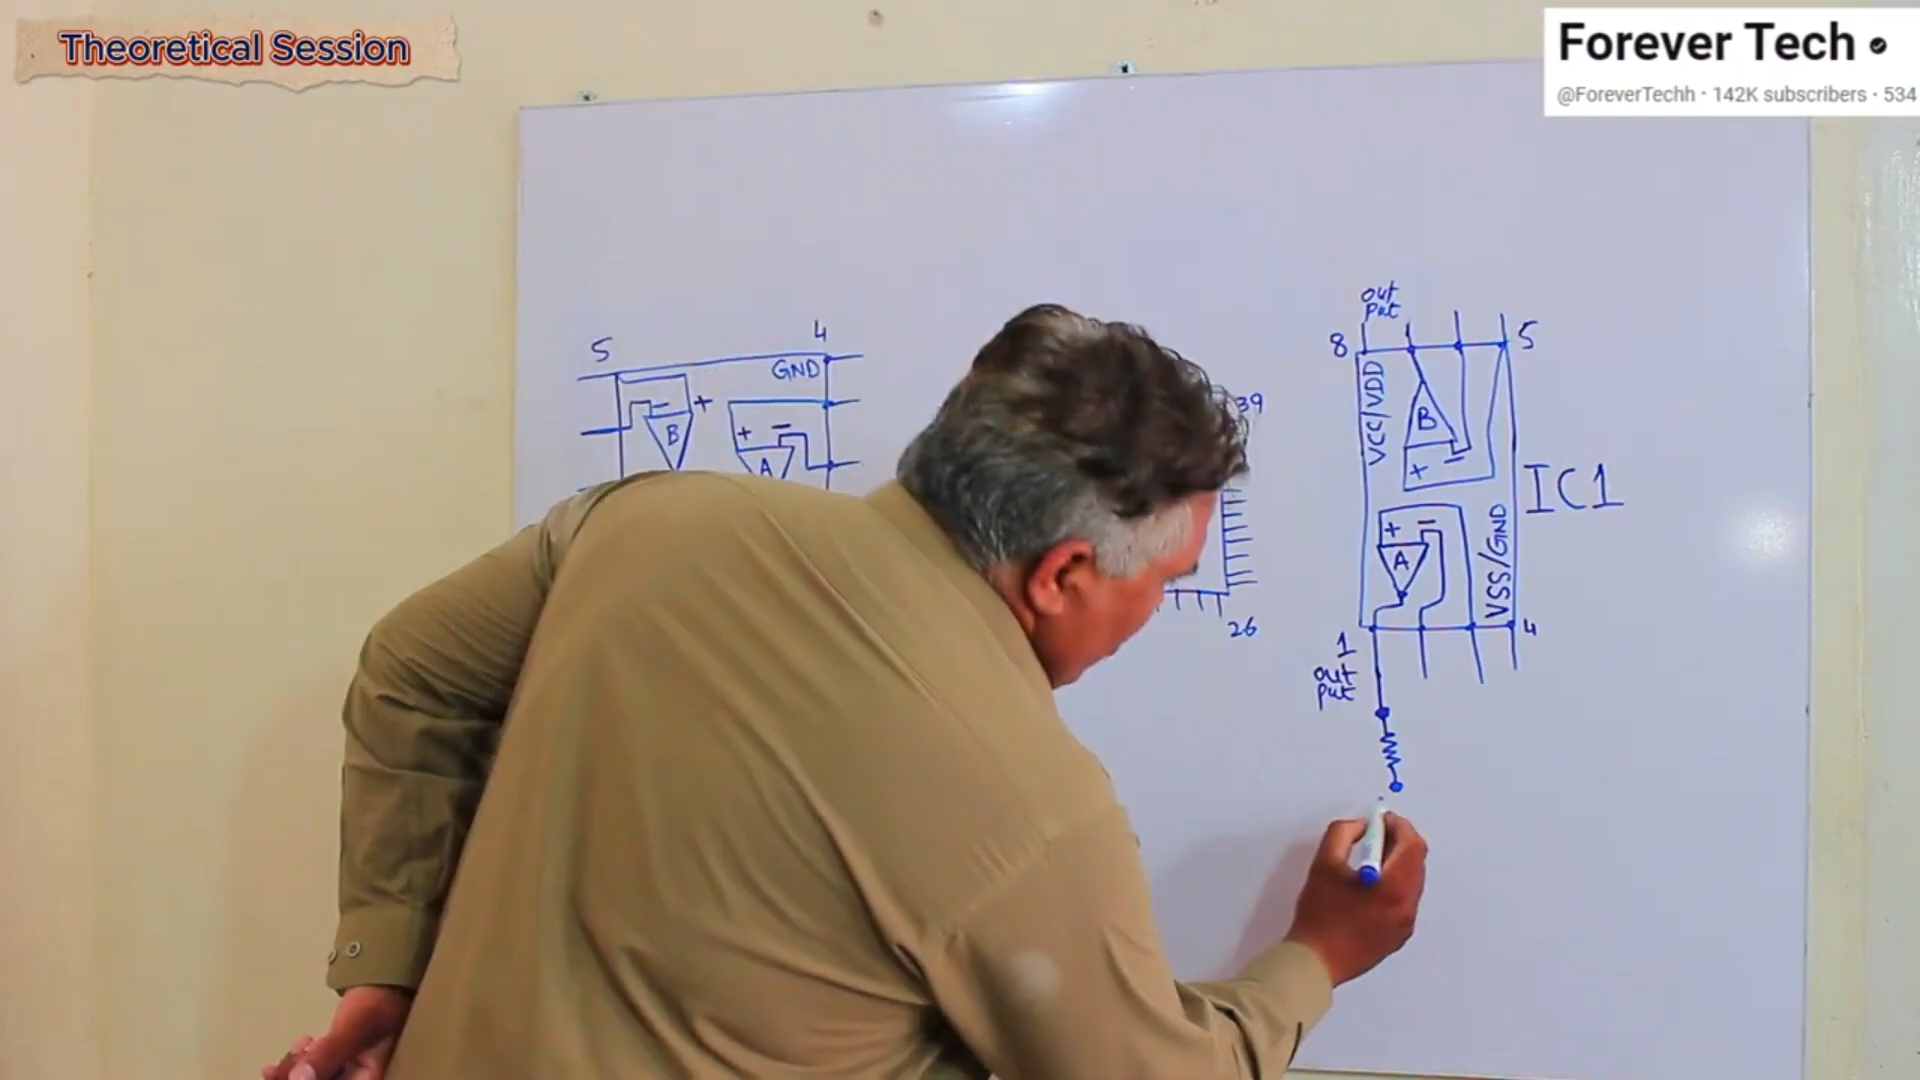 Theoretical Session
Forever Tech
@ForeverTechh · 142K subscribers · 534
5
4
GND
+
-
B
+
-
A
39
26
out
put
8
5
VCC/VDD
B
+
-
IC1
+
-
A
VSS/GND
1
4
out
put